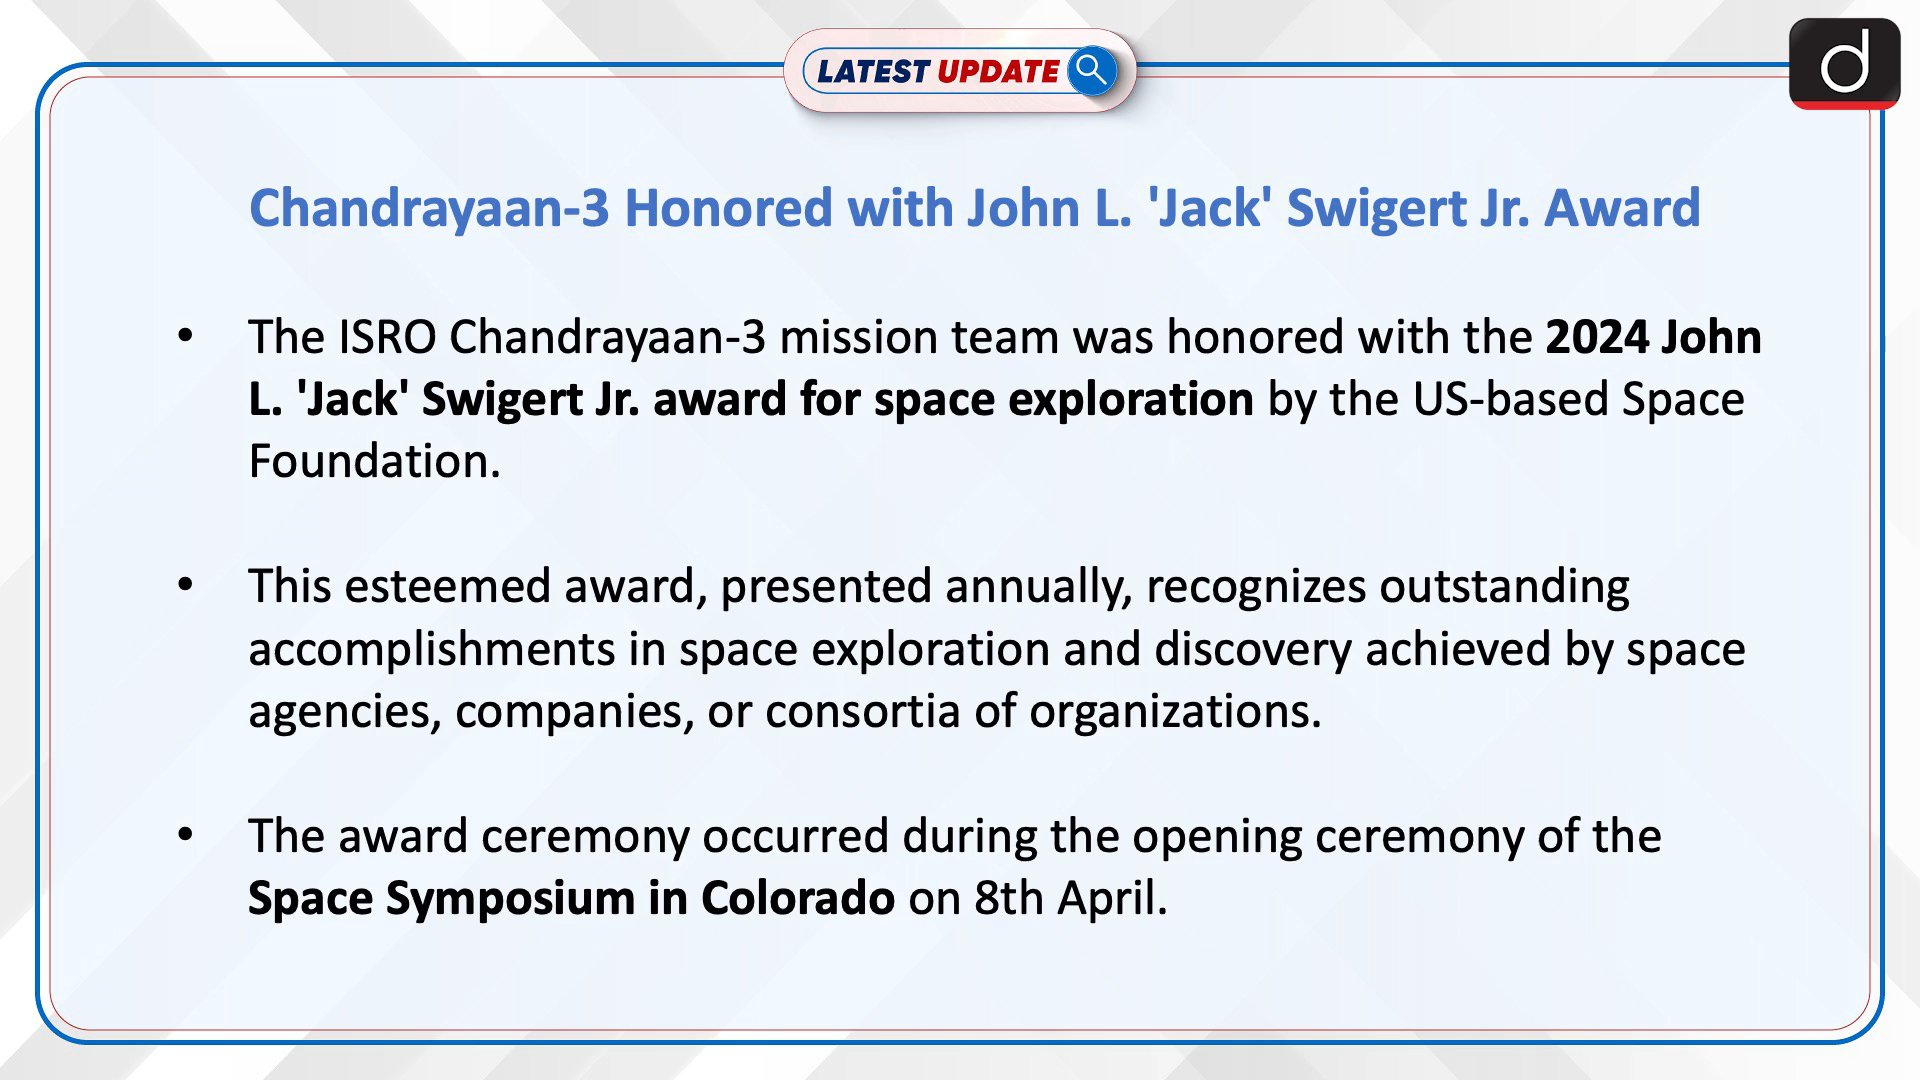 LATEST UPDATE
d
Chandrayaan-3 Honored with John L. 'Jack' Swigert Jr. Award
• The ISRO Chandrayaan-3 mission team was honored with the 2024 John
L. 'Jack' Swigert Jr. award for space exploration by the US-based Space
Foundation.
• This esteemed award, presented annually, recognizes outstanding
accomplishments in space exploration and discovery achieved by space
agencies, companies, or consortia of organizations.
• The award ceremony occurred during the opening ceremony of the
Space Symposium in Colorado on 8th April.